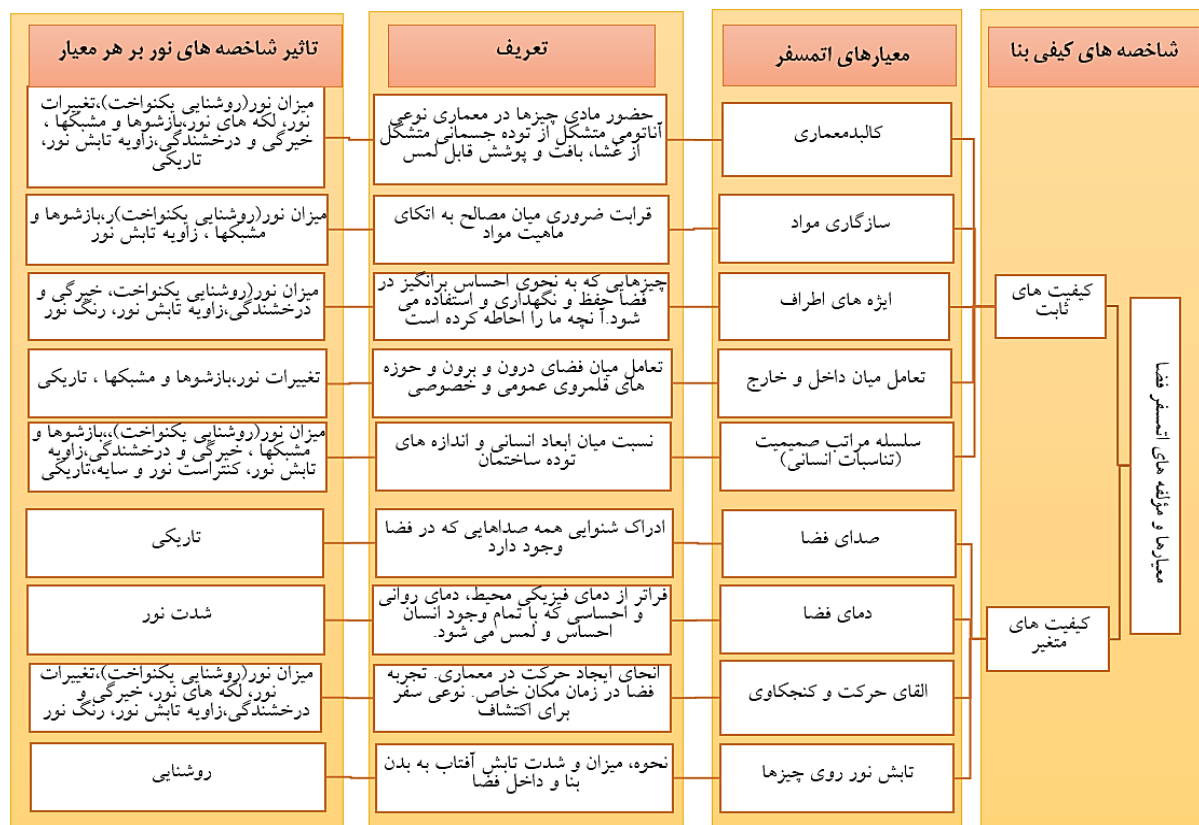 شاخصه های کیفی بنا
معیارهای اتمسفر
تعریف
تاثیر شاخصه های نور بر هر معیار
معیارها و مؤلفه های اتمسفر فضا
کیفیت های
ثابت
کالبدمعماری
حضور مادی چیزها در معماری نوعی
آناتومی متشکل از توده جسمانی متشکل
از غشا، بافت و پوشش قابل لمس
میزان نور(روشنایی یکنواخت)،تغییرات
نور، لکه های نور،بازشوها و مشبکها ،
خیرگی و درخشندگی،زاویه تابش نور،
تاریکی
سازگاری مواد
قرابت ضروری میان مصالح به اتکای
ماهیت مواد
میزان نور(روشنایی یکنواخت)ر،بازشوها و
مشبکها ، زاویه تابش نور
ابژه های اطراف
چیزهایی که به نحوی احساس برانگیز در
فضا حفظ و نگهداری و استفاده می
شود.آ نچه ما را احاطه کرده است
میزان نور(روشنایی یکنواخت، خیرگی و
درخشندگی،زاویه تابش نور، رنگ نور
تعامل میان داخل و خارج
تعامل میان فضای درون و برون و حوزه
های قلمروی عمومی و خصوصی
تغییرات نور،بازشوها و مشبکها ، تاریکی
سلسله مراتب صمیمیت
(تناسبات انسانی)
نسبت میان ابعاد انسانی و اندازه های
توده ساختمان
میزان نور(روشنایی یکنواخت)،،بازشوها و
مشبکها ، خیرگی و درخشندگی،زاویه
تابش نور، کنتراست نور و سایه،تاریکی
کیفیت های
متغیر
صدای فضا
ادراک شنوایی همه صداهایی که در فضا
وجود دارد
تاریکی
دمای فضا
فراتر از دمای فیزیکی محیط، دمای روانی
و احساسی که با تمام وجود انسان
احساس و لمس می شود.
شدت نور
القای حرکت و کنجکاوی
انحای ایجاد حرکت در معماری. تجربه
فضا در زمان مکان خاص. نوعی سفر
برای اکتشاف
میزان نور(روشنایی یکنواخت)،تغییرات
نور، لکه های نور، خیرگی و
درخشندگی،زاویه تابش نور، رنگ نور
تابش نور روی چیزها
نحوه، میزان و شدت تابش آفتاب به بدن
بنا و داخل فضا
روشنایی